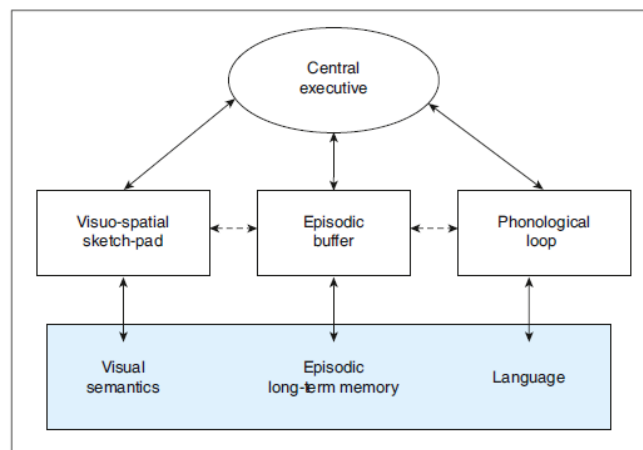 Central
executive
Visuo-spatial
sketch-pad
Episodic
buffer
Phonological
loop
Visual
semantics
Episodic
long-term memory
Language